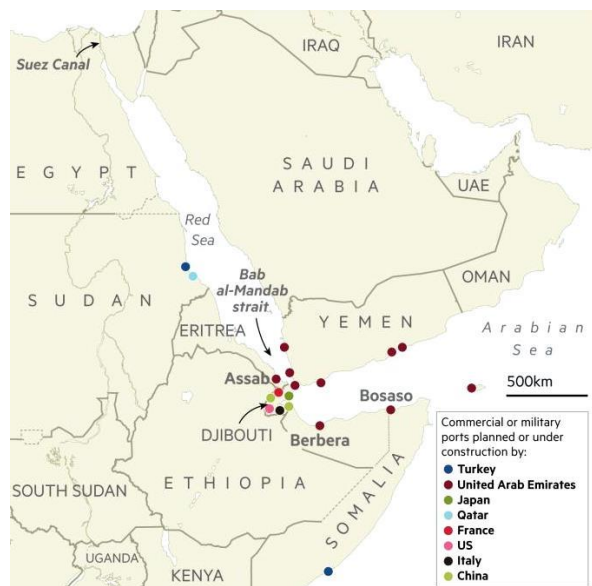 Suez Canal
IRAQ
IRAN
SAUDI
ARABIA
EGYPT
UAE
Red
Sea
OMAN
Bab
al-Mandab
strait
SUDAN
YEMEN
ERITREA
Arabian
Sea
Assab
500km
Bosaso
DJIBOUTI
Berbera
ETHIOPIA
SOUTH SUDAN
SOMALIA
UGANDA
KENYA
Commercial or military
ports planned or under
construction by:
Turkey
United Arab Emirates
Japan
Qatar
France
US
Italy
China